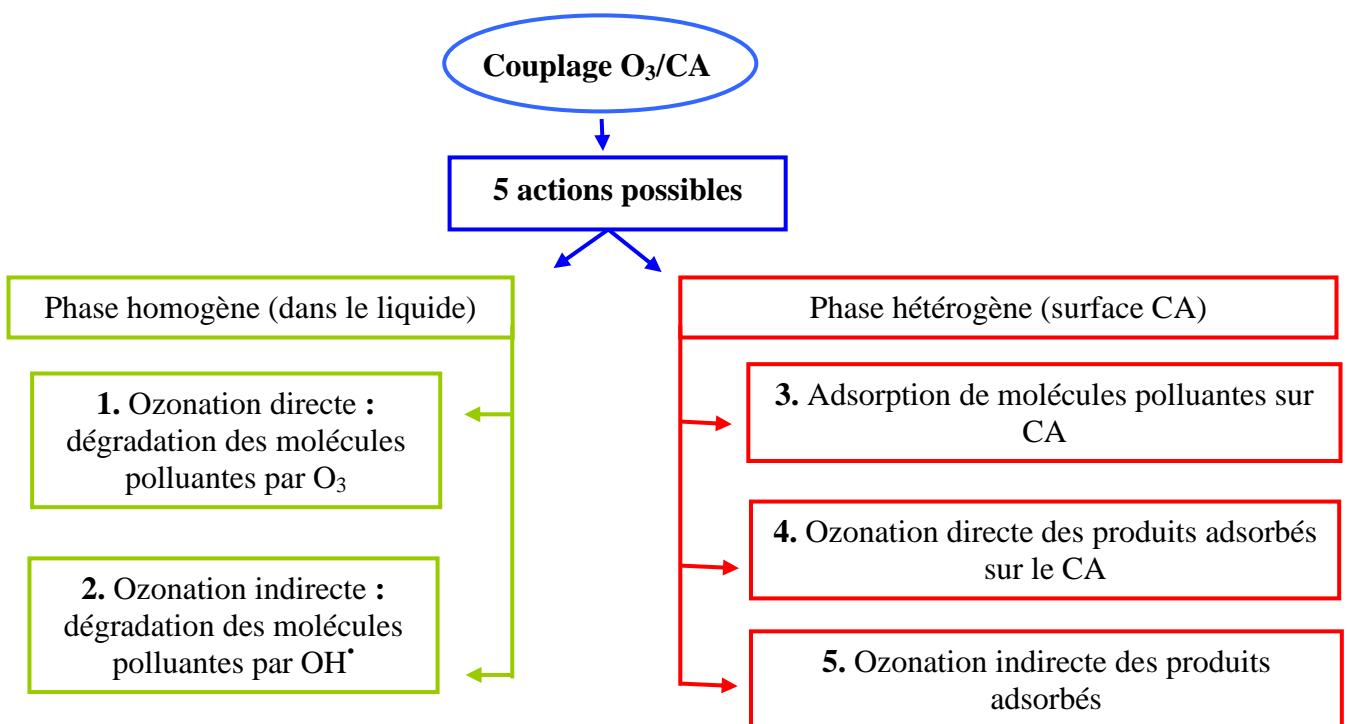 Couplage O₃/CA
5 actions possibles
Phase homogène (dans le liquide)
1. Ozonation directe :
dégradation des molécules
polluantes par O₃
2. Ozonation indirecte :
dégradation des molécules
polluantes par OH•
Phase hétérogène (surface CA)
3. Adsorption de molécules polluantes sur
CA
4. Ozonation directe des produits adsorbés
sur le CA
5. Ozonation indirecte des produits
adsorbés